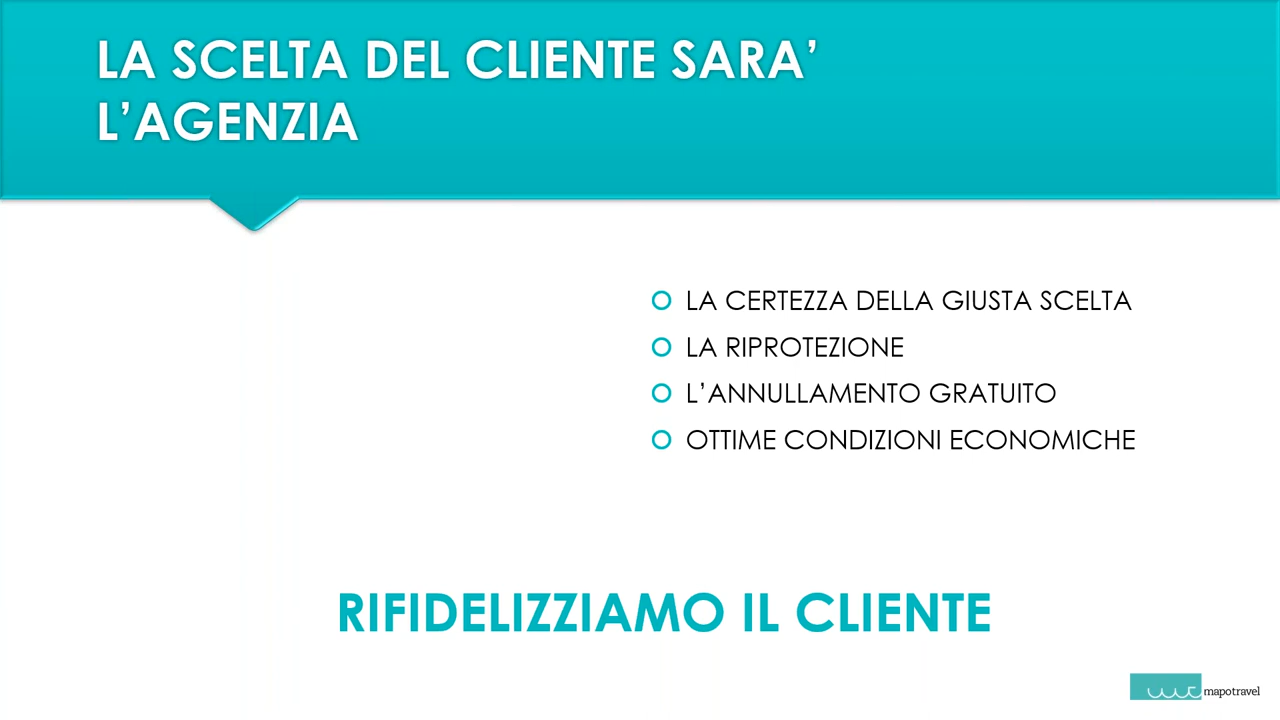 LA SCELTA DEL CLIENTE SARA’
L’AGENZIA
LA CERTEZZA DELLA GIUSTA SCELTA
LA RIPROTEZIONE
L’ANNULLAMENTO GRATUITO
OTTIME CONDIZIONI ECONOMICHE
RIFIDELIZZIAMO IL CLIENTE
mapotravel